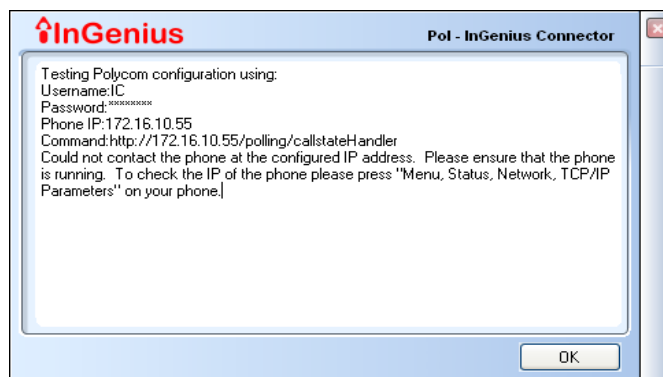 InGenius
Pol - InGenius Connector
Testing Polycom configuration using:
Username:IC
Password:********
Phone IP:172.16.10.55
Command:http://172.16.10.55/polling/callstateHandler
Could not contact the phone at the configured IP address.  Please ensure that the phone
is running.  To check the IP of the phone please press "Menu, Status, Network, TCP/IP
Parameters" on your phone.
OK